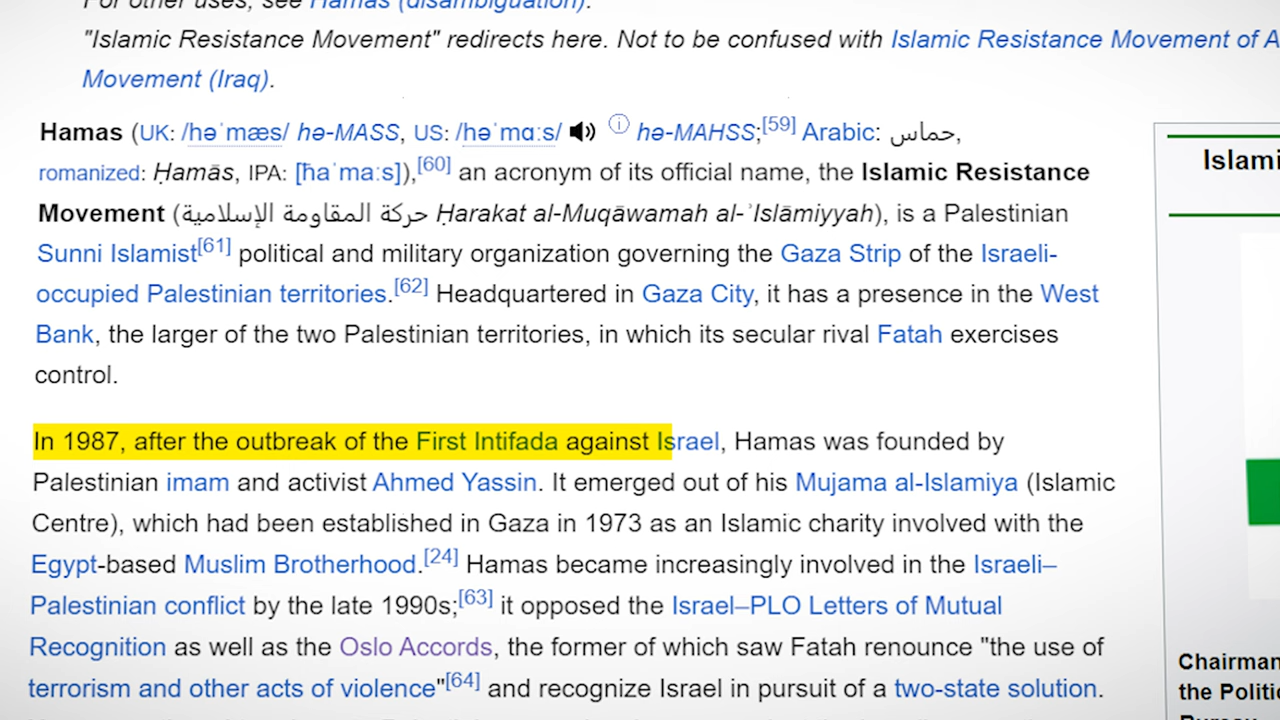 For other uses, see Hamas (disambiguation).
"Islamic Resistance Movement" redirects here. Not to be confused with Islamic Resistance Movement of A
Movement (Iraq).
Hamas (UK: /həˈmæs/ hə-MASS, US: /həˈmɑːs/ hə-MAHSS;[59] Arabic: حماس,
romanized: Ḥamās, IPA: [ħaˈmaːs]),[60] an acronym of its official name, the Islamic Resistance
Movement (حركة المقاومة الإسلامية Ḥarakat al-Muqāwamah al-ʾIslāmiyyah), is a Palestinian
Sunni Islamist[61] political and military organization governing the Gaza Strip of the Israeli-
occupied Palestinian territories.[62] Headquartered in Gaza City, it has a presence in the West
Bank, the larger of the two Palestinian territories, in which its secular rival Fatah exercises
control.
In 1987, after the outbreak of the First Intifada against Israel, Hamas was founded by
Palestinian imam and activist Ahmed Yassin. It emerged out of his Mujama al-Islamiya (Islamic
Centre), which had been established in Gaza in 1973 as an Islamic charity involved with the
Egypt-based Muslim Brotherhood.[24] Hamas became increasingly involved in the Israeli–
Palestinian conflict by the late 1990s;[63] it opposed the Israel–PLO Letters of Mutual
Recognition as well as the Oslo Accords, the former of which saw Fatah renounce "the use of
terrorism and other acts of violence"[64] and recognize Israel in pursuit of a two-state solution.
Islami
Chairman
the Politic